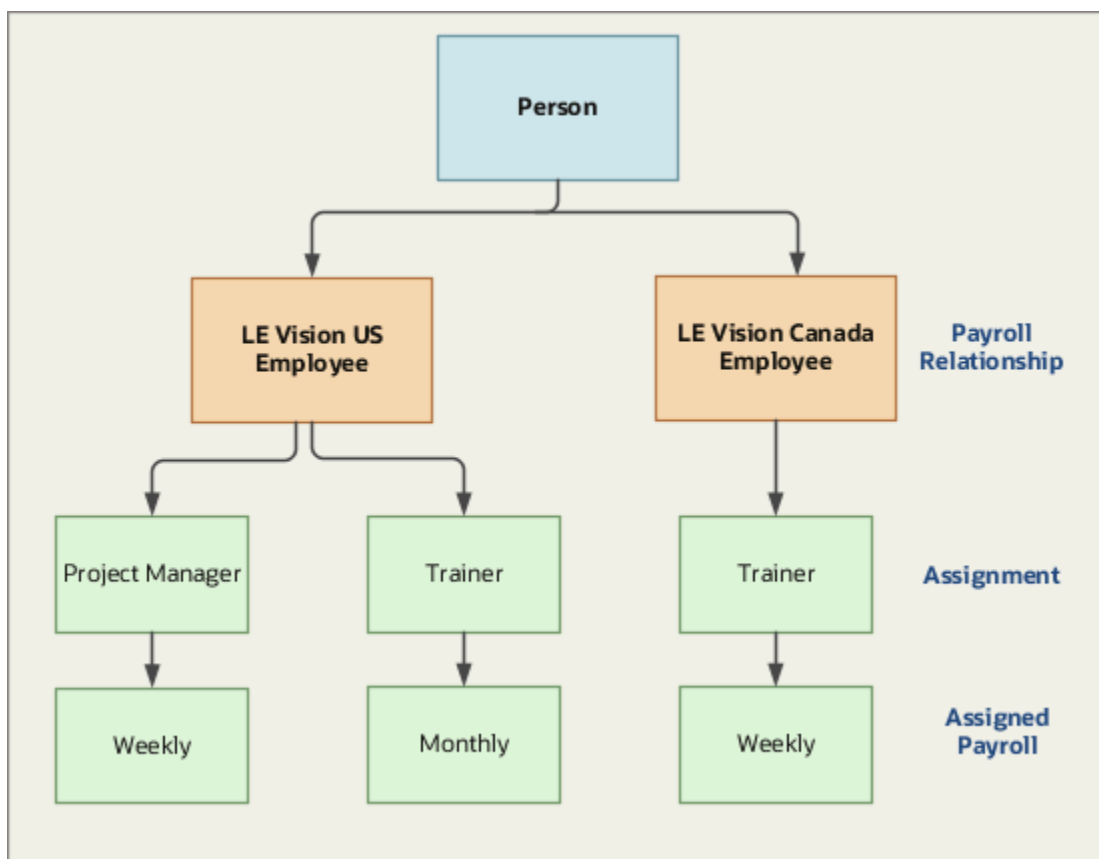 Person
LE Vision US
Employee
LE Vision Canada
Employee
Payroll
Relationship
Project Manager
Trainer
Trainer
Assignment
Weekly
Monthly
Weekly
Assigned
Payroll